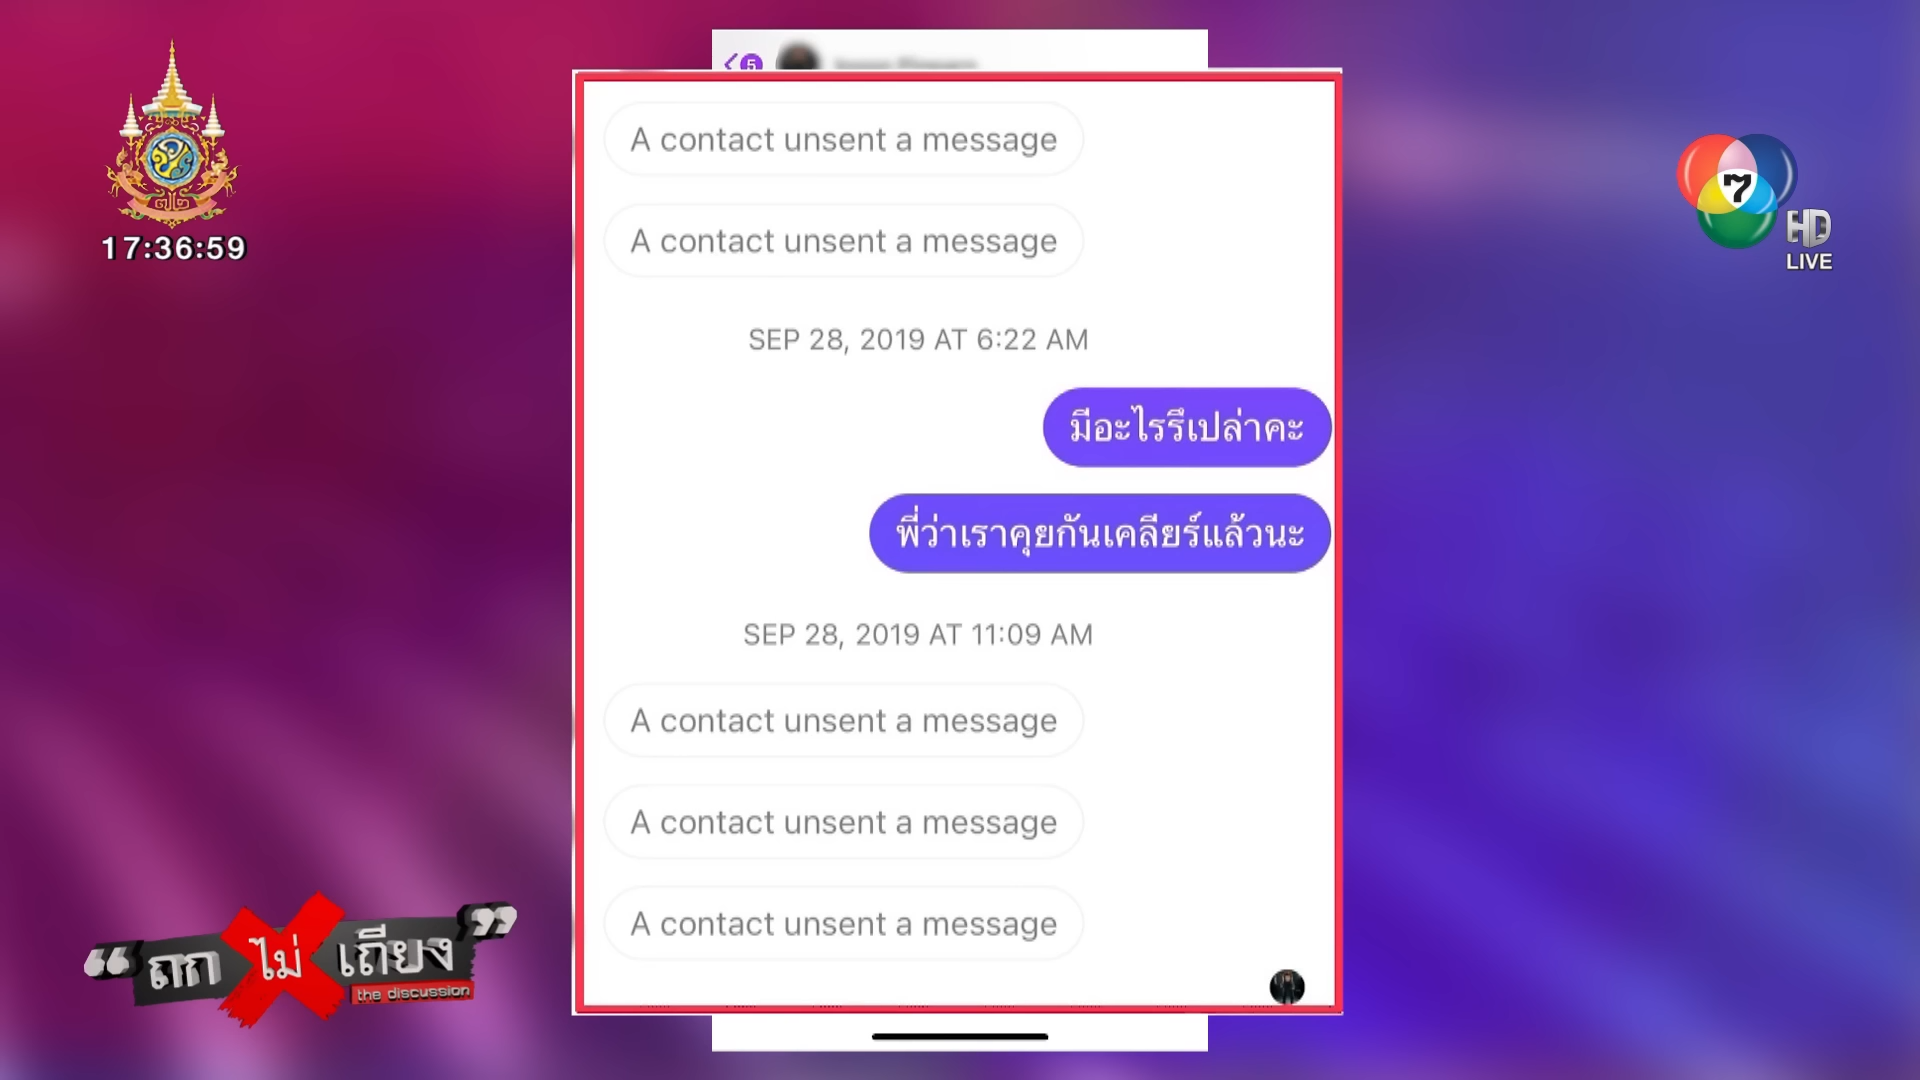 5
A contact unsent a message
A contact unsent a message
SEP 28, 2019 AT 6:22 AM
มีอะไรรึเปล่าคะ
พี่ว่าเราคุยกันเคลียร์แล้วนะ
SEP 28, 2019 AT 11:09 AM
A contact unsent a message
A contact unsent a message
A contact unsent a message
17:36:59
7
HD
LIVE
“ถกไม่เถียง”
the discussion